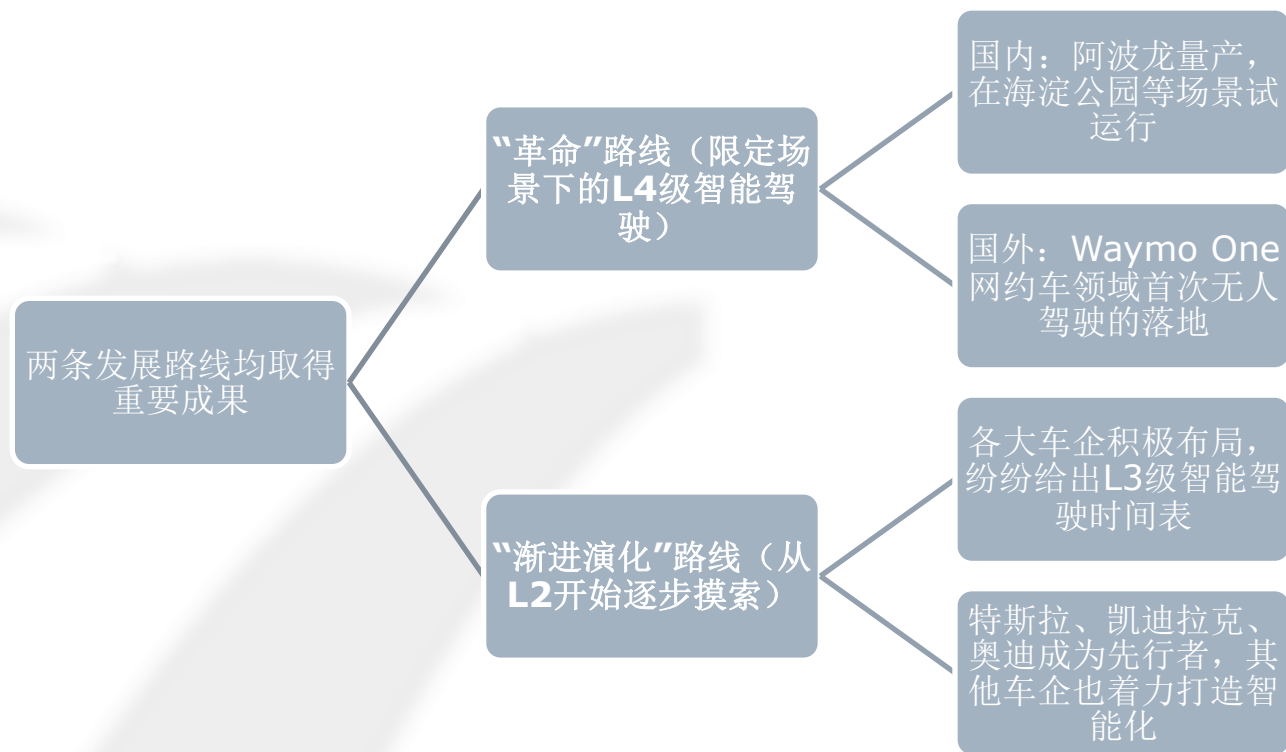 两条发展路线均取得
重要成果
“革命”路线（限定场
景下的L4级智能驾
驶）
国内：阿波龙量产，
在海淀公园等场景试
运行
国外：Waymo One
网约车领域首次无人
驾驶的落地
“渐进演化”路线（从
L2开始逐步摸索）
各大车企积极布局，
纷纷给出L3级智能驾
驶时间表
特斯拉、凯迪拉克、
奥迪成为先行者，其
他车企也着力打造智
能化